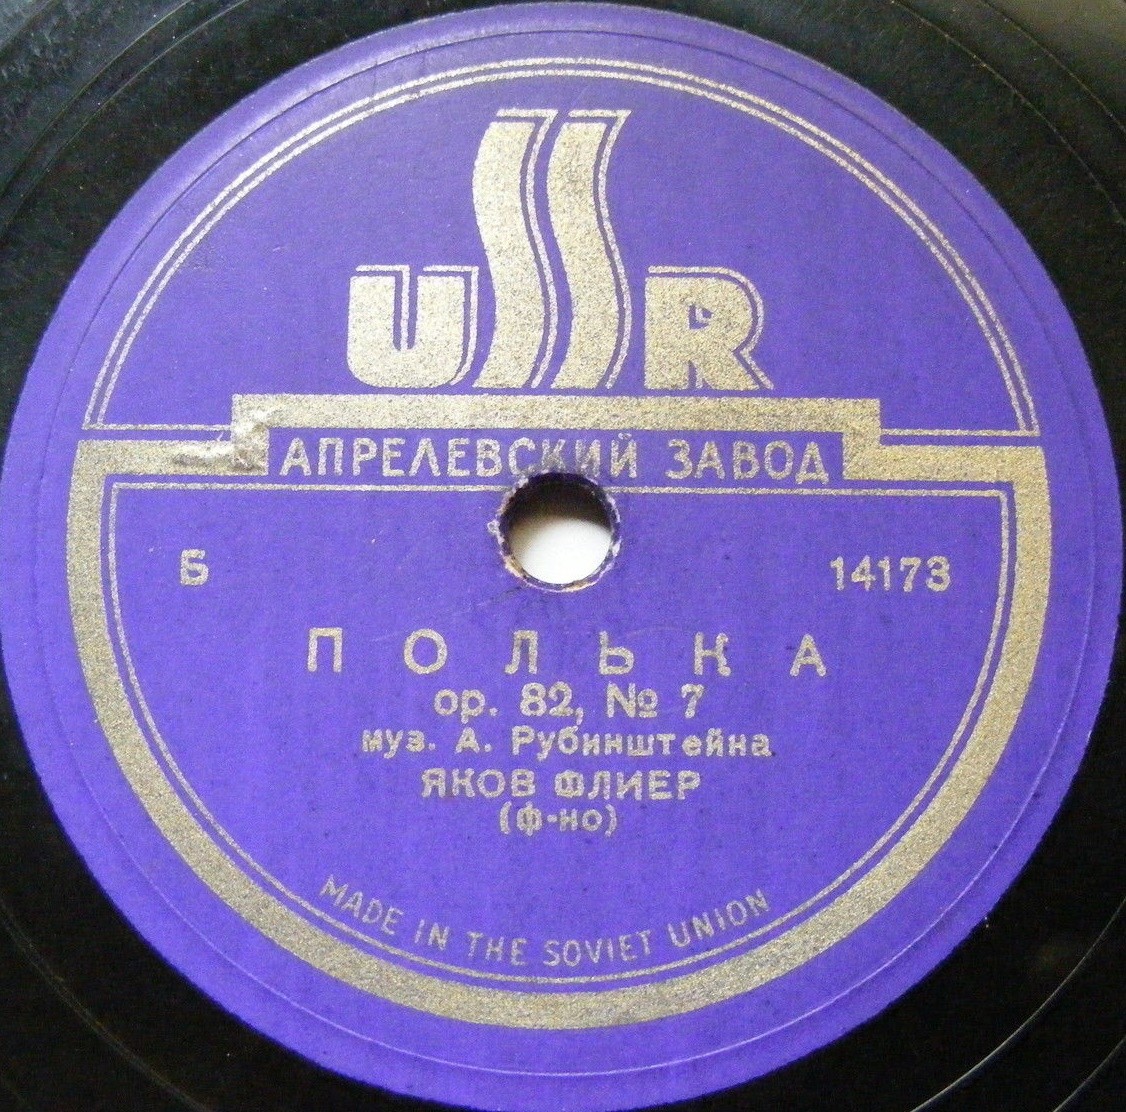 USSR
АПРЕЛЕВСКИЙ ЗАВОД
Б 14173
ПОЛЬКА
ор. 82, № 7
муз. А. Рубинштейна
ЯКОВ ФЛИЕР
(ф-но)
MADE IN THE SOVIET UNION